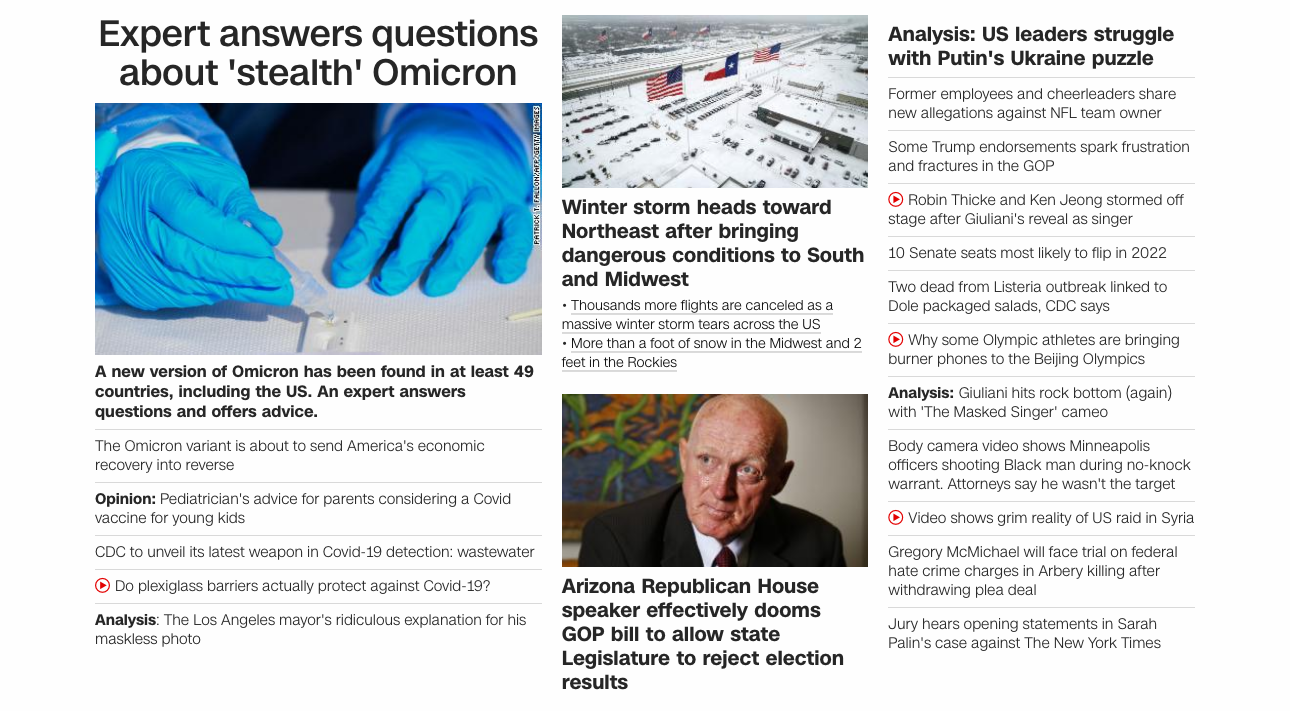 Expert answers questions
about 'stealth' Omicron
PATRICK T. FALLON/AFP/GETTY IMAGES
A new version of Omicron has been found in at least 49
countries, including the US. An expert answers
questions and offers advice.
The Omicron variant is about to send America's economic
recovery into reverse
Opinion: Pediatrician's advice for parents considering a Covid
vaccine for young kids
CDC to unveil its latest weapon in Covid-19 detection: wastewater
Do plexiglass barriers actually protect against Covid-19?
Analysis: The Los Angeles mayor's ridiculous explanation for his
maskless photo
Winter storm heads toward
Northeast after bringing
dangerous conditions to South
and Midwest
• Thousands more flights are canceled as a
massive winter storm tears across the US
• More than a foot of snow in the Midwest and 2
feet in the Rockies
Arizona Republican House
speaker effectively dooms
GOP bill to allow state
Legislature to reject election
results
Analysis: US leaders struggle
with Putin's Ukraine puzzle
Former employees and cheerleaders share
new allegations against NFL team owner
Some Trump endorsements spark frustration
and fractures in the GOP
Robin Thicke and Ken Jeong stormed off
stage after Giuliani's reveal as singer
10 Senate seats most likely to flip in 2022
Two dead from Listeria outbreak linked to
Dole packaged salads, CDC says
Why some Olympic athletes are bringing
burner phones to the Beijing Olympics
Analysis: Giuliani hits rock bottom (again)
with 'The Masked Singer' cameo
Body camera video shows Minneapolis
officers shooting Black man during no-knock
warrant. Attorneys say he wasn't the target
Video shows grim reality of US raid in Syria
Gregory McMichael will face trial on federal
hate crime charges in Arbery killing after
withdrawing plea deal
Jury hears opening statements in Sarah
Palin's case against The New York Times